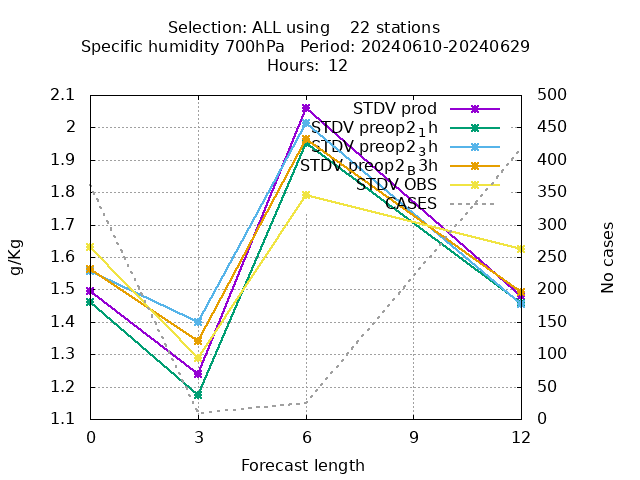 Selection: ALL using    22 stations
Specific humidity 700hPa   Period: 20240610-20240629
Hours: 12
2.1
2
1.9
1.8
1.7
1.6
1.5
1.4
1.3
1.2
1.1
g/Kg
STDV prod
STDV preop2₁h
STDV preop2₃h
STDV preop2_B3h
STDV OBS
CASES
500
450
400
350
300
250
200
150
100
50
0
No cases
0 3 6 9 12
Forecast length